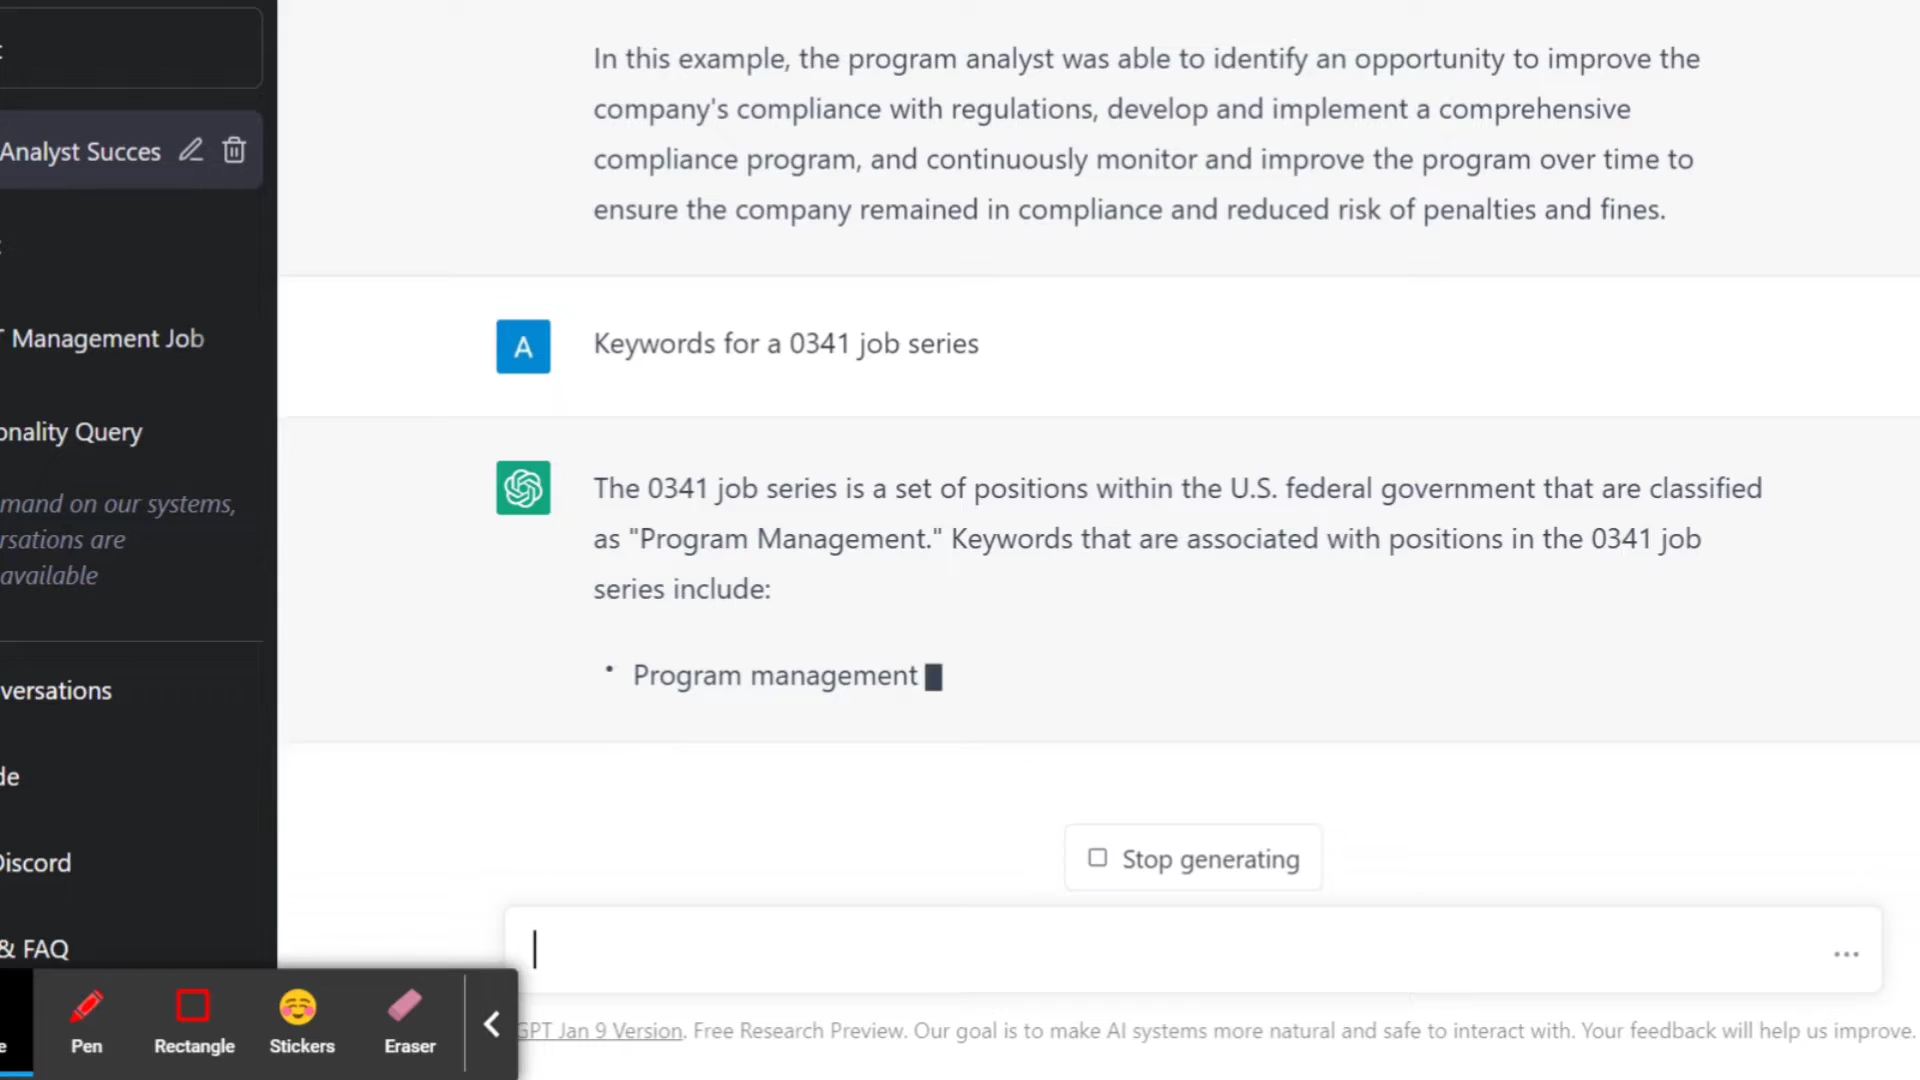 In this example, the program analyst was able to identify an opportunity to improve the
company's compliance with regulations, develop and implement a comprehensive
compliance program, and continuously monitor and improve the program over time to
ensure the company remained in compliance and reduced risk of penalties and fines.
Analyst Succes
A
Keywords for a 0341 job series
Management Job
onality Query
The 0341 job series is a set of positions within the U.S. federal government that are classified
as "Program Management." Keywords that are associated with positions in the 0341 job
series include:
mand on our systems,
rsations are
available
• Program management
versations
de
Discord
& FAQ
Stop generating
...
Pen
Rectangle
Stickers
Eraser
GPT Jan 9 Version. Free Research Preview. Our goal is to make AI systems more natural and safe to interact with. Your feedback will help us improve.